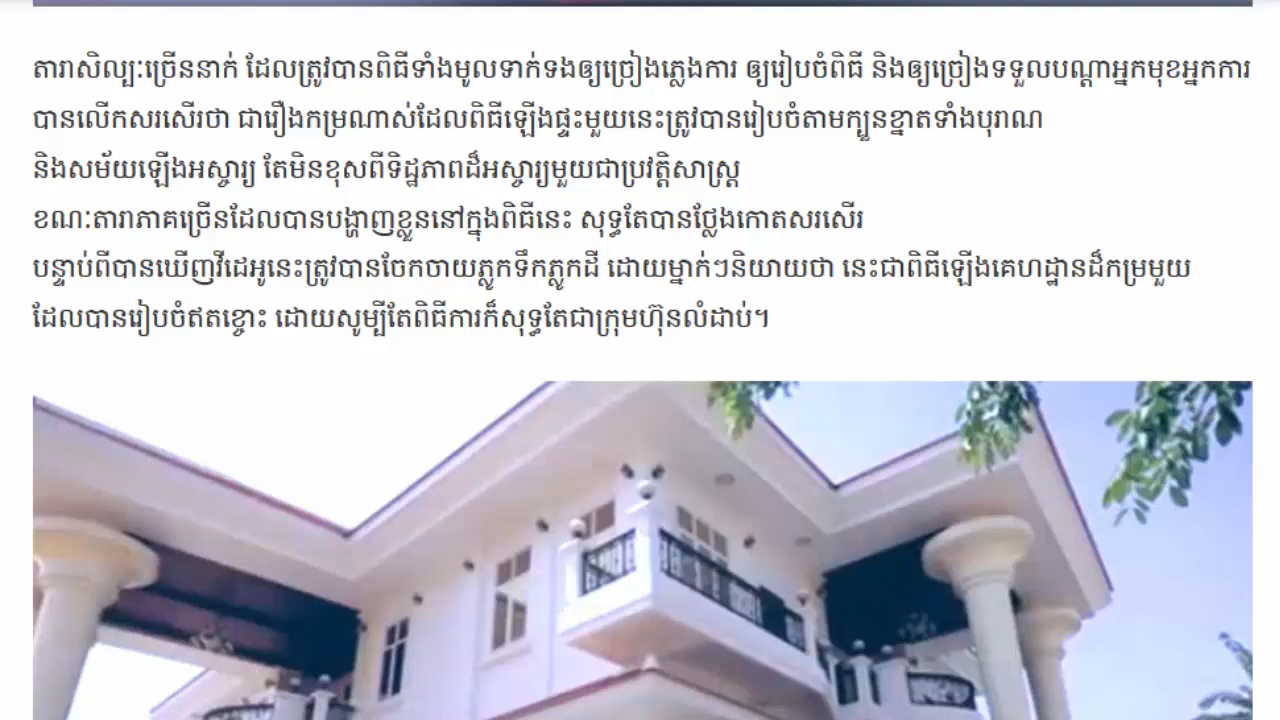 តារាសិល្បៈច្រើននាក់ ដែលត្រូវបានពិធីទាំងមូលទាក់ទងឲ្យច្រៀងភ្លេងការ ឲ្យរៀបចំពិធី និងឲ្យច្រៀងទទួលបណ្តាអ្នកមុខអ្នកការ
បានលើកសរសើរថា ជារឿងកម្រណាស់ដែលពិធីឡើងផ្ទះមួយនេះត្រូវបានរៀបចំតាមក្បួនខ្នាតទាំងបុរាណ
និងសម័យឡើងអស្ចារ្យ តែមិនខុសពីទិដ្ឋភាពដ៏អស្ចារ្យមួយជាប្រវត្តិសាស្ត្រ
ខណៈតារាភាគច្រើនដែលបានបង្ហាញខ្លួននៅក្នុងពិធីនេះ សុទ្ធតែបានថ្លែងកោតសរសើរ
បន្ទាប់ពីបានឃើញវីដេអូនេះត្រូវបានចែកចាយភ្លូកទឹកភ្លូកដី ដោយម្នាក់ៗនិយាយថា នេះជាពិធីឡើងគេហដ្ឋានដ៏កម្រមួយ
ដែលបានរៀបចំឥតខ្ចោះ ដោយសូម្បីតែពិធីការក៏សុទ្ធតែជាក្រុមហ៊ុនលំដាប់។